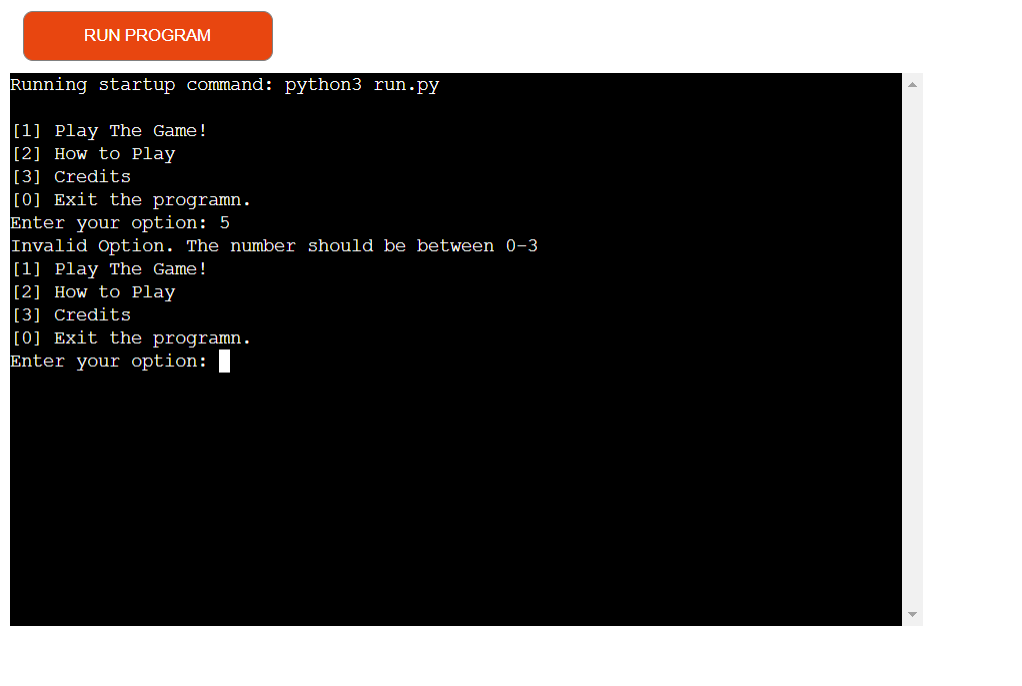 RUN PROGRAM
Running startup command: python3 run.py
[1] Play The Game!
[2] How to Play
[3] Credits
[0] Exit the programn.
Enter your option: 5
Invalid Option. The number should be between 0-3
[1] Play The Game!
[2] How to Play
[3] Credits
[0] Exit the programn.
Enter your option: